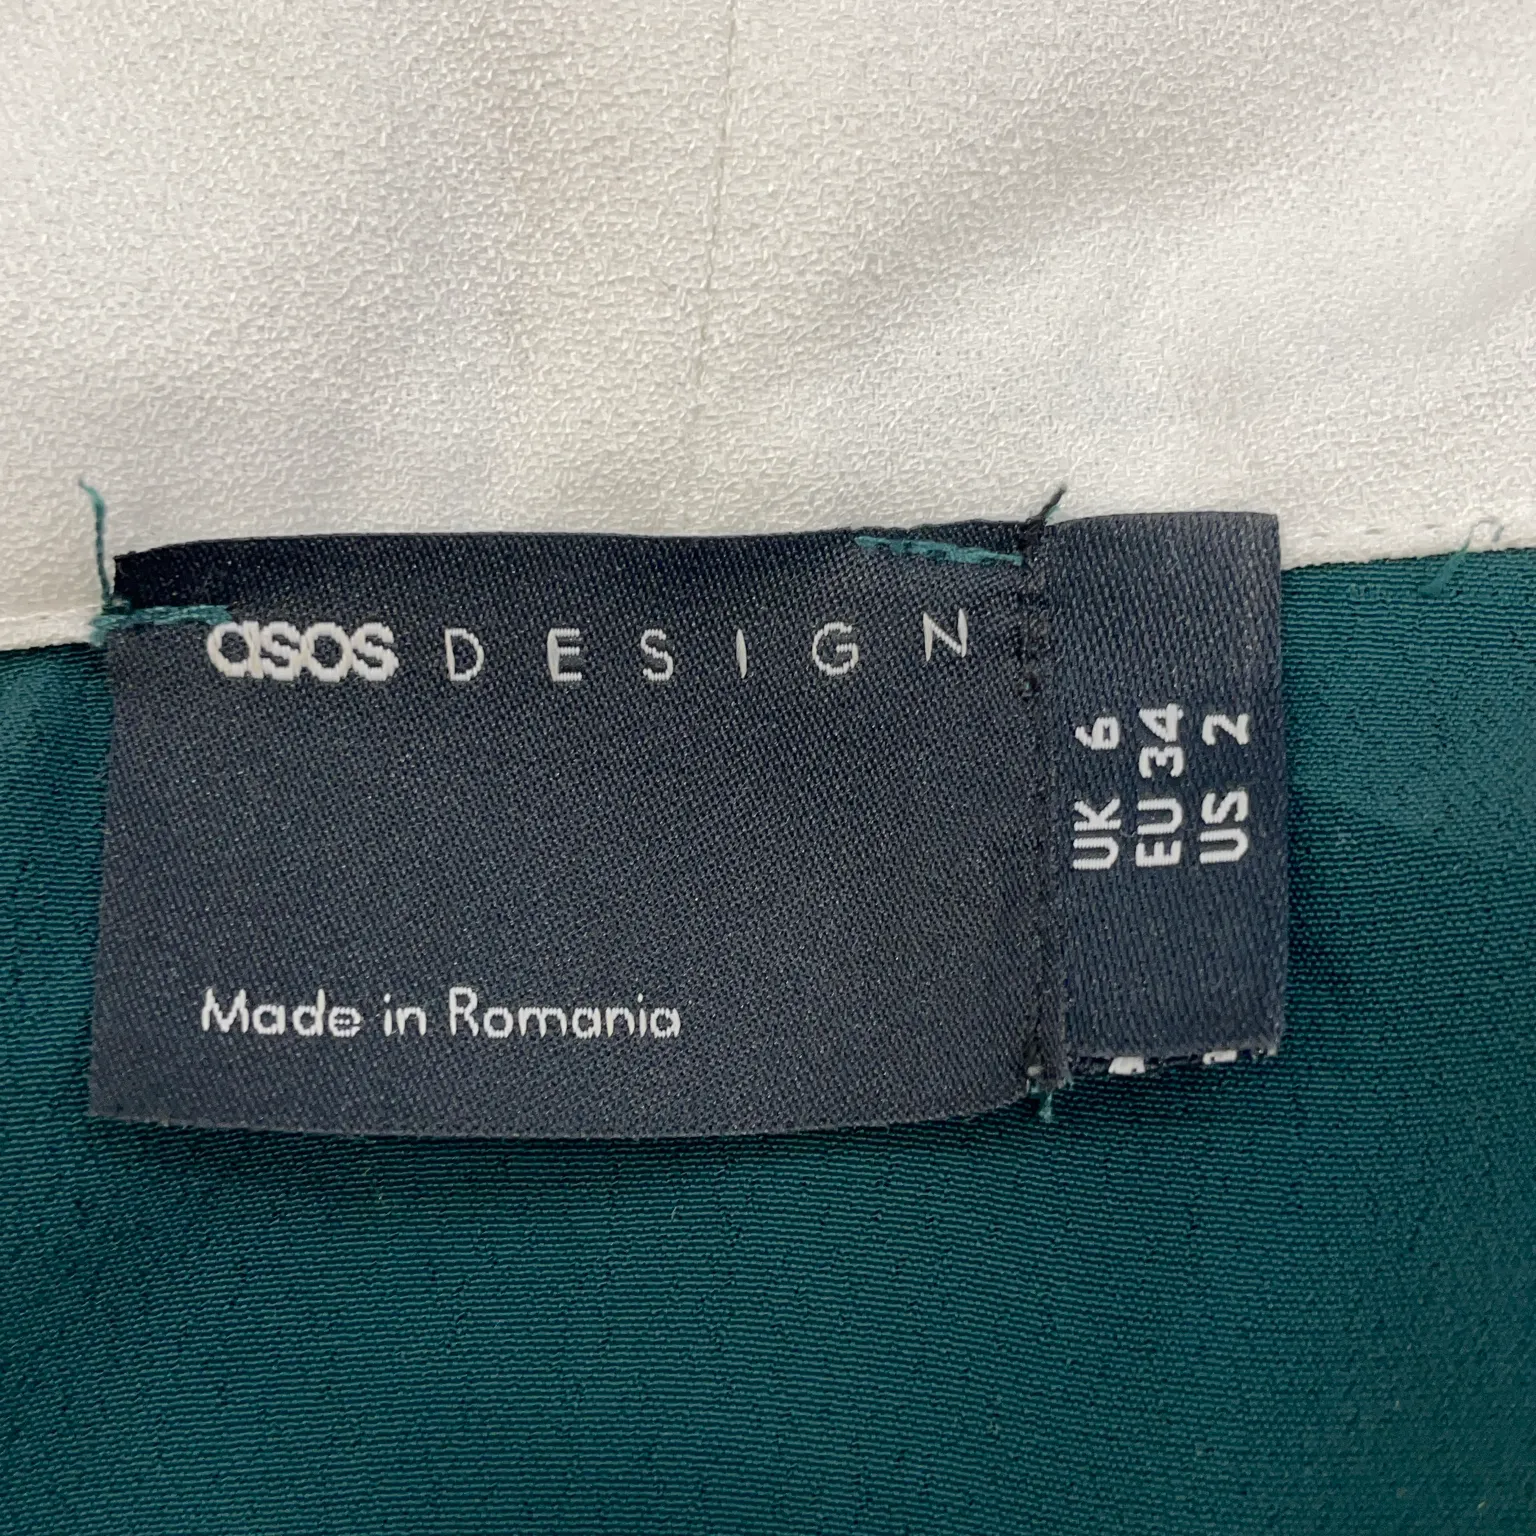 asos DESIGN
Made in Romania
UK 6
EU 34
US 2